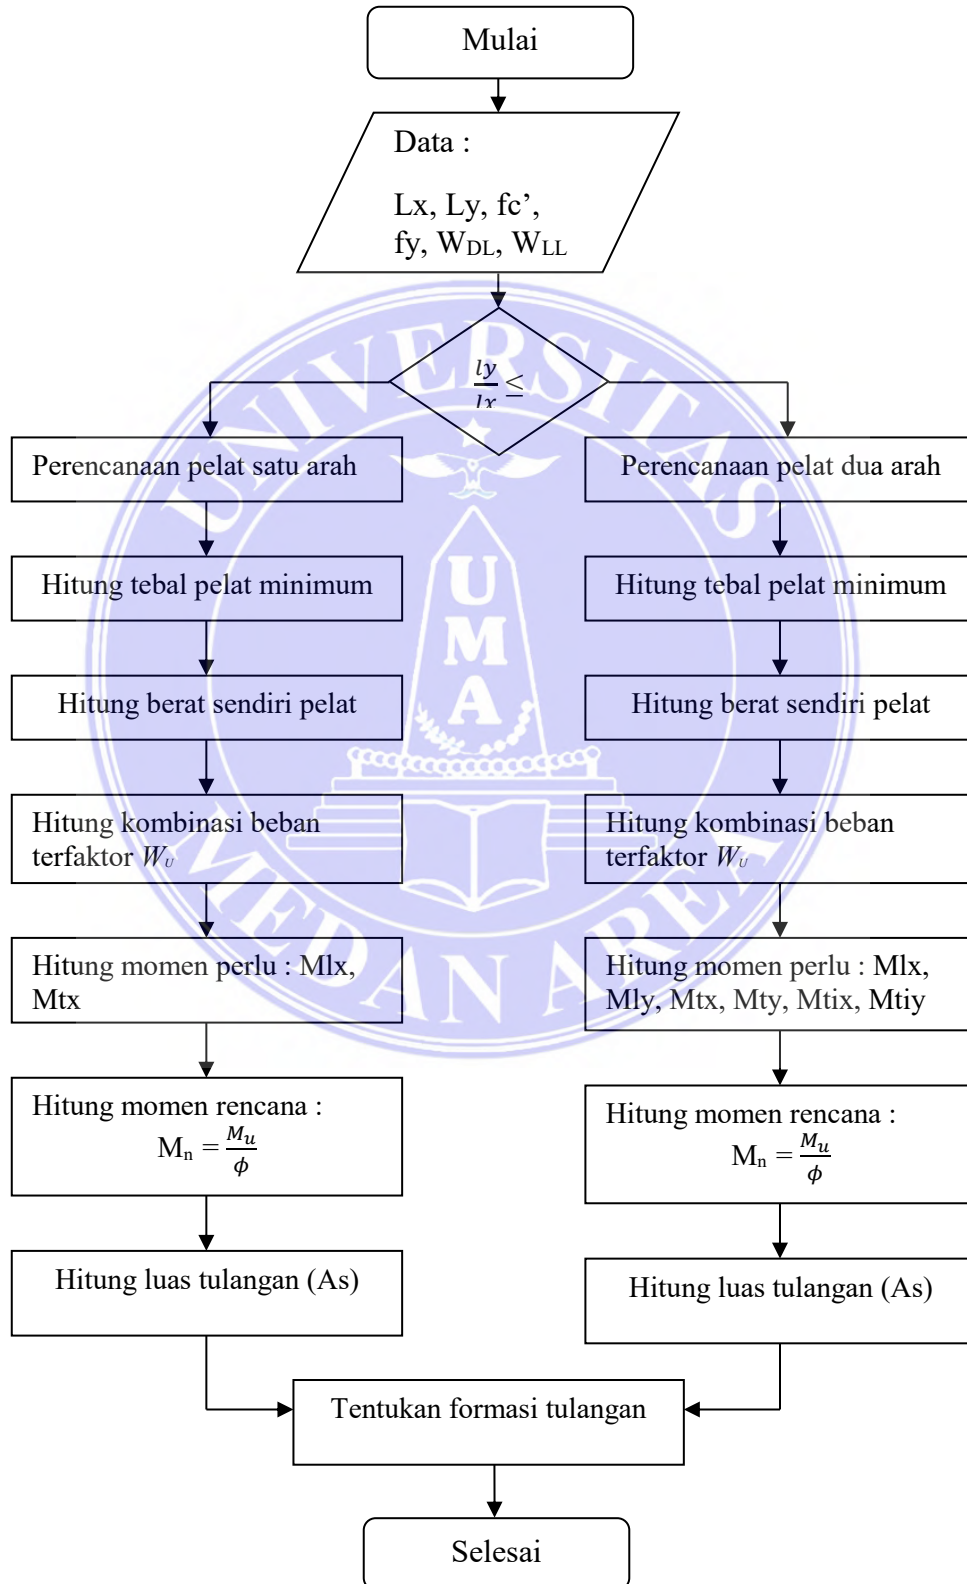 Mulai
Data :
Lx, Ly, fc’,
fy, WDL, WLL
ly
lx ≤
Perencanaan pelat satu arah
Hitung tebal pelat minimum
Hitung berat sendiri pelat
Hitung kombinasi beban
terfaktor WU
Hitung momen perlu : Mlx,
Mtx
Hitung momen rencana :
Mn = Mu/ϕ
Hitung luas tulangan (As)
Perencanaan pelat dua arah
Hitung tebal pelat minimum
Hitung berat sendiri pelat
Hitung kombinasi beban
terfaktor WU
Hitung momen perlu : Mlx,
Mly, Mtx, Mty, Mtix, Mtiy
Hitung momen rencana :
Mn = Mu/ϕ
Hitung luas tulangan (As)
Tentukan formasi tulangan
Selesai
UNIVERSITAS
UMA
MEDAN AREA